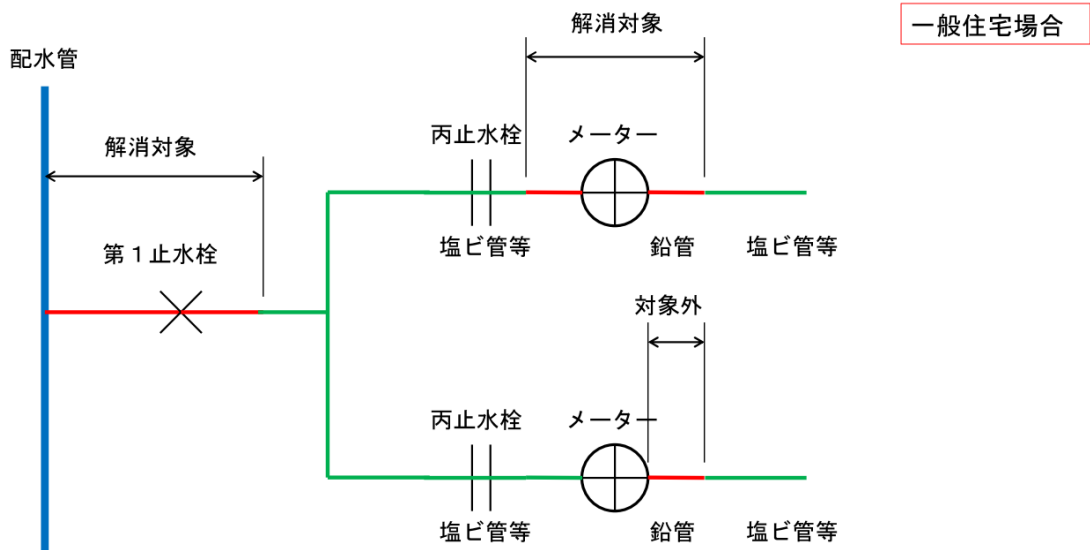 一般住宅場合
解消対象
配水管
解消対象
丙止水栓
メーター
第１止水栓
塩ビ管等
鉛管
塩ビ管等
対象外
丙止水栓
メーター
塩ビ管等
鉛管
塩ビ管等